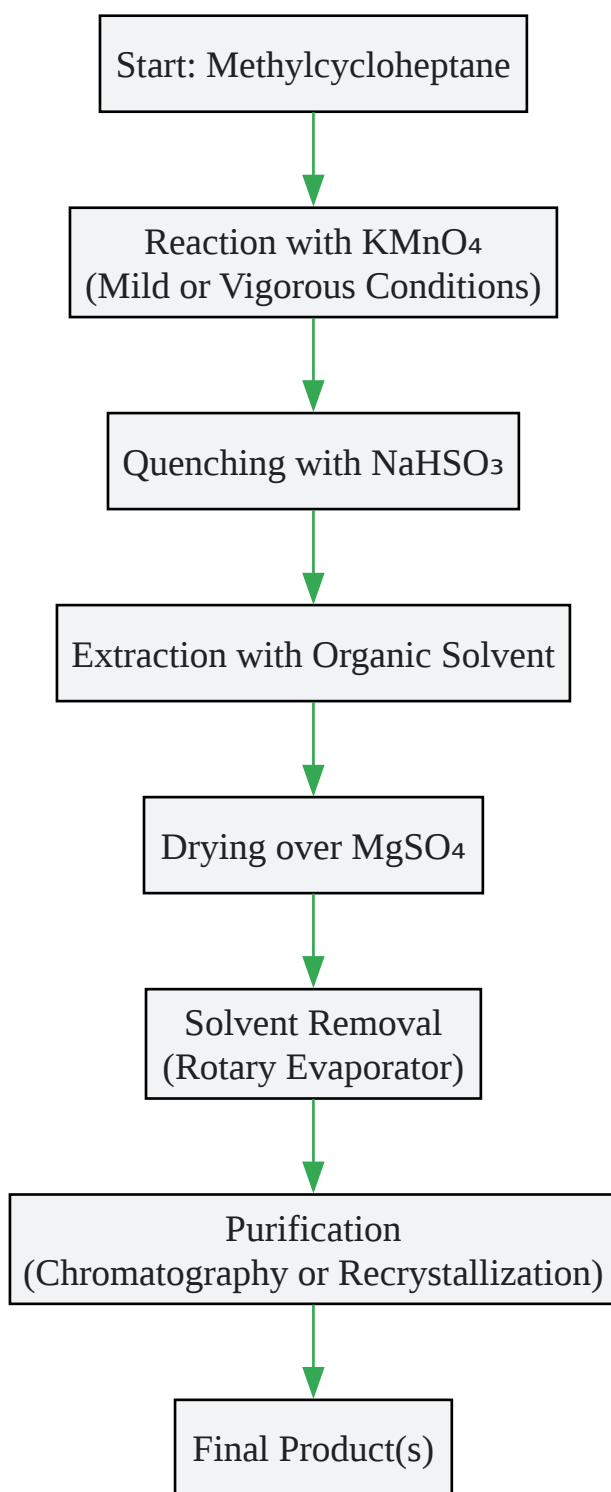 Start: Methylcycloheptane
Reaction with KMnO₄
(Mild or Vigorous Conditions)
Quenching with NaHSO₃
Extraction with Organic Solvent
Drying over MgSO₄
Solvent Removal
(Rotary Evaporator)
Purification
(Chromatography or Recrystallization)
Final Product(s)